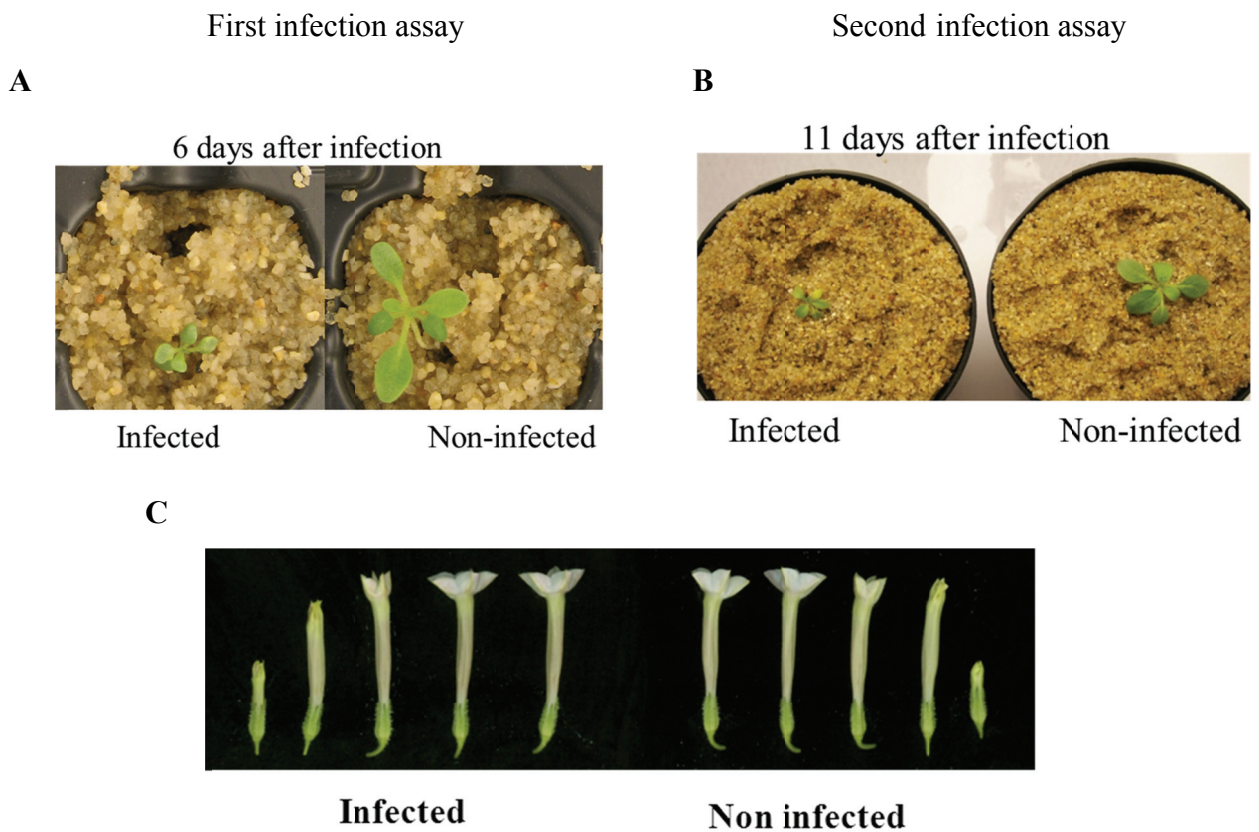 First infection assay
Second infection assay
A
B
6 days after infection
11 days after infection
Infected
Non-infected
Infected
Non-infected
C
Infected
Non infected